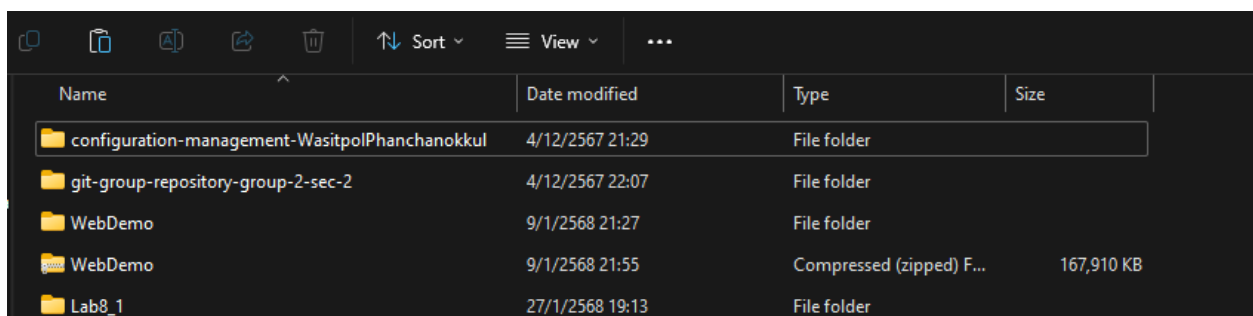 Sort View
Name Date modified Type Size
configuration-management-WasitpolPhanchanokkul 4/12/2567 21:29 File folder
git-group-repository-group-2-sec-2 4/12/2567 22:07 File folder
WebDemo 9/1/2568 21:27 File folder
WebDemo 9/1/2568 21:55 Compressed (zipped) F... 167,910 KB
Lab8_1 27/1/2568 19:13 File folder